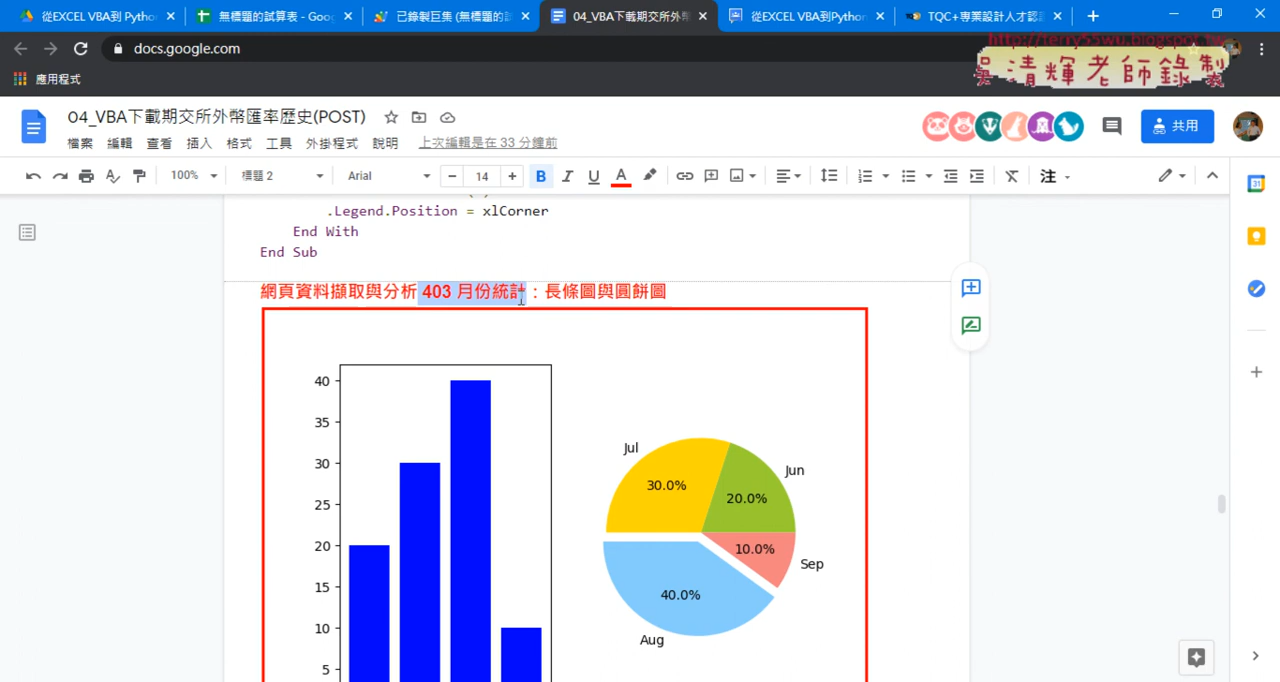 從EXCEL VBA到 Pytho
無標題的試算表 - Goo
已錄製巨集 (無標題的
04_VBA下載期交所外
從EXCEL VBA到Python
TQC+專業設計人才認
http://terry55wu.blogspot.tw
吳清輝老師錄製
docs.google.com
應用程式
04_VBA下載期交所外幣匯率歷史(POST)
檔案 編輯 查看 插入 格式 工具 外掛程式 說明 上次編輯是在 33 分鐘前
共用
100% 標題 2 Arial 14 B I U A 注
.Legend.Position = xlCorner
End With
End Sub
網頁資料擷取與分析 403 月份統計：長條圖與圓餅圖
40
35
30
25
20
15
10
5
Jul
Jun
30.0%
20.0%
10.0%
Sep
40.0%
Aug